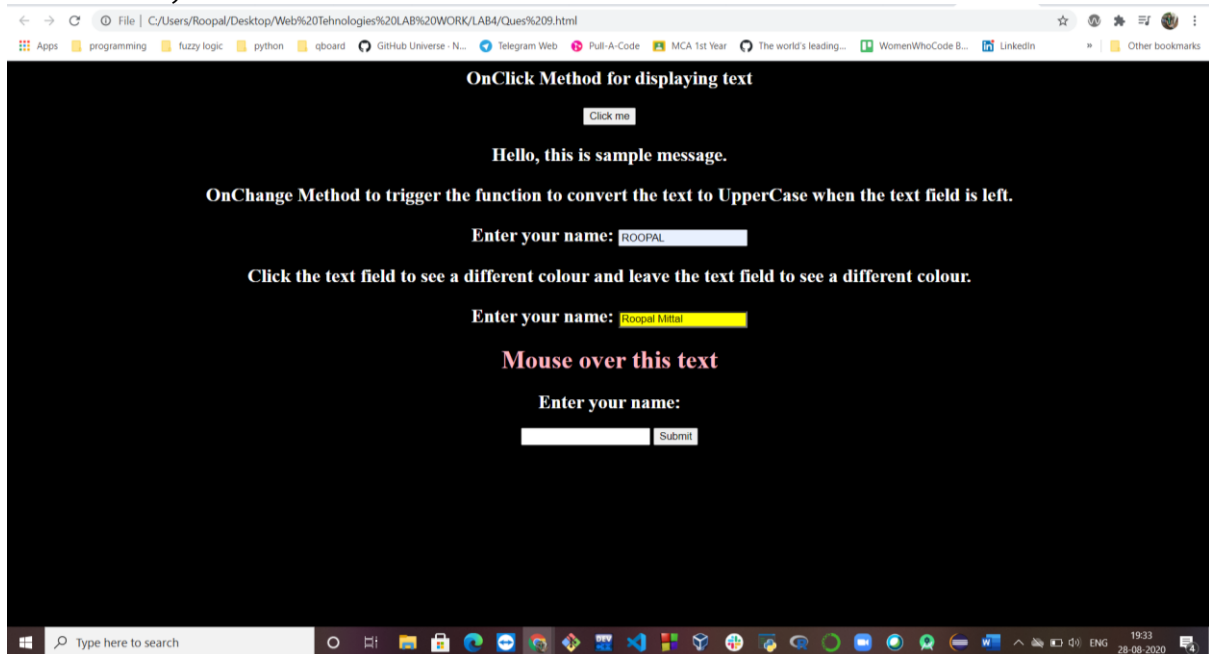 File | C:/Users/Roopal/Desktop/Web%20Tehnologies%20LAB%20WORK/LAB4/Ques%209.html
Apps programming fuzzy logic python qboard GitHub Universe - N... Telegram Web Pull-A-Code MCA 1st Year The world's leading... WomenWhoCode B... LinkedIn » Other bookmarks
OnClick Method for displaying text
Click me
Hello, this is sample message.
OnChange Method to trigger the function to convert the text to UpperCase when the text field is left.
Enter your name: ROOPAL
Click the text field to see a different colour and leave the text field to see a different colour.
Enter your name: Roopal Mittal
Mouse over this text
Enter your name:
Submit
Type here to search ENG 19:33
28-08-2020